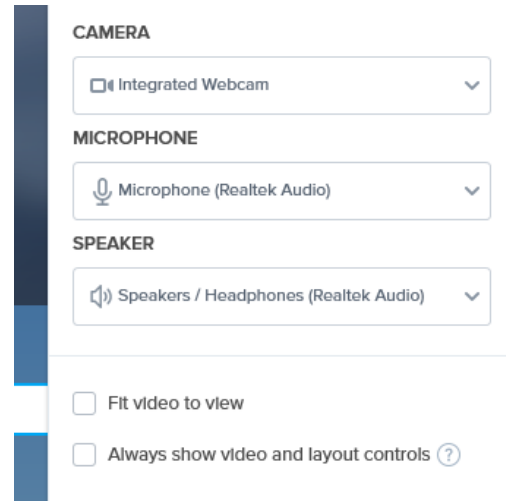 CAMERA
Integrated Webcam
MICROPHONE
Microphone (Realtek Audio)
SPEAKER
Speakers / Headphones (Realtek Audio)
Fit video to view
Always show video and layout controls ?